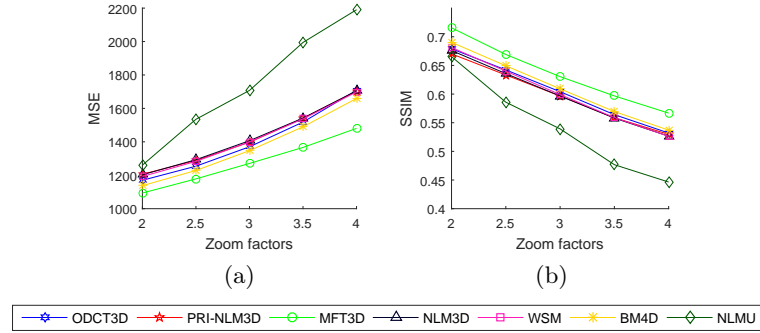 2200
2000
1800
1600
1400
1200
1000
MSE
2 2.5 3 3.5 4
Zoom factors
(a)
0.7
0.65
0.6
0.55
0.5
0.45
0.4
SSIM
2 2.5 3 3.5 4
Zoom factors
(b)
ODCT3D PRI-NLM3D MFT3D NLM3D WSM BM4D NLMU